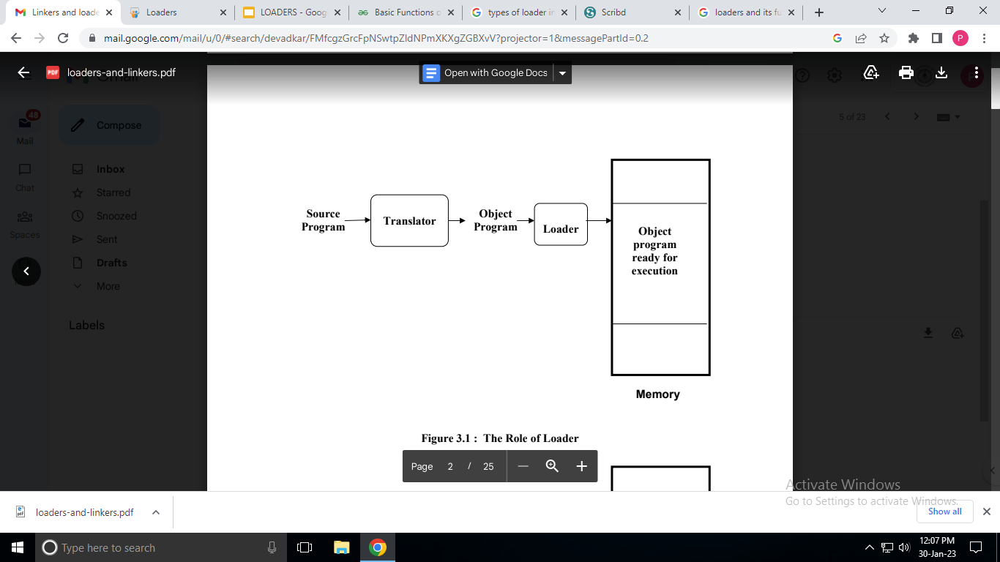 Linkers and loade
Loaders
LOADERS - Goog
Basic Functions o
types of loader in
Scribd
loaders and its fu
mail.google.com/mail/u/0/#search/devadkar/FMfcgzGrcFpNSwtpZldNPmXKXgZGBXvV?projector=1&messagePartId=0.2
P
PDF
loaders-and-linkers.pdf
Open with Google Docs
48
Mail
Compose
5 of 23
Chat
Inbox
Starred
Spaces
Snoozed
Sent
Drafts
More
Labels
Source
Program
Translator
Object
Program
Loader
Object
program
ready for
execution
Memory
Figure 3.1 : The Role of Loader
Page 2 / 25
Activate Windows
Go to Settings to activate Windows.
loaders-and-linkers.pdf
Show all
Type here to search
12:07 PM
30-Jan-23